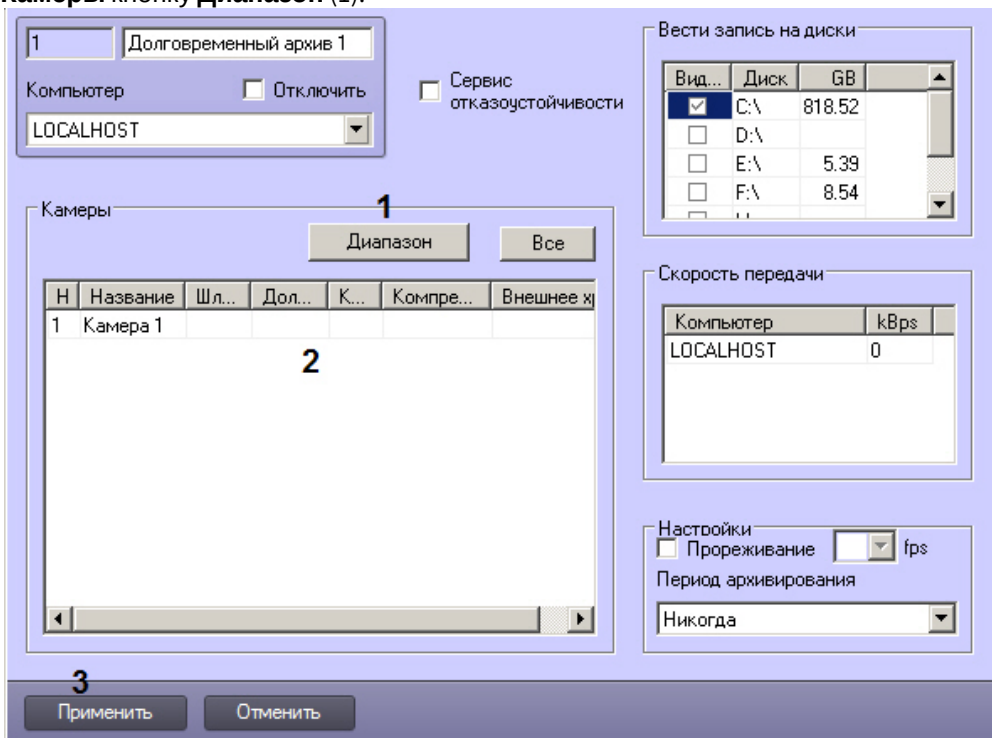 Камеры кнопку Диапазон (1).
1 Долговременный архив 1
Компьютер Отключить
LOCALHOST
Сервис
отказоустойчивости
Вести запись на диски
Вид... Диск GB
C:\ 818.52
D:\
E:\ 5.39
F:\ 8.54
Камеры
1
Диапазон Все
Н Название Шл... Дол... К... Компре... Внешнее х
1 Камера 1
2
Скорость передачи
Компьютер kBps
LOCALHOST 0
Настройки
Прореживание fps
Период архивирования
Никогда
3
Применить Отменить